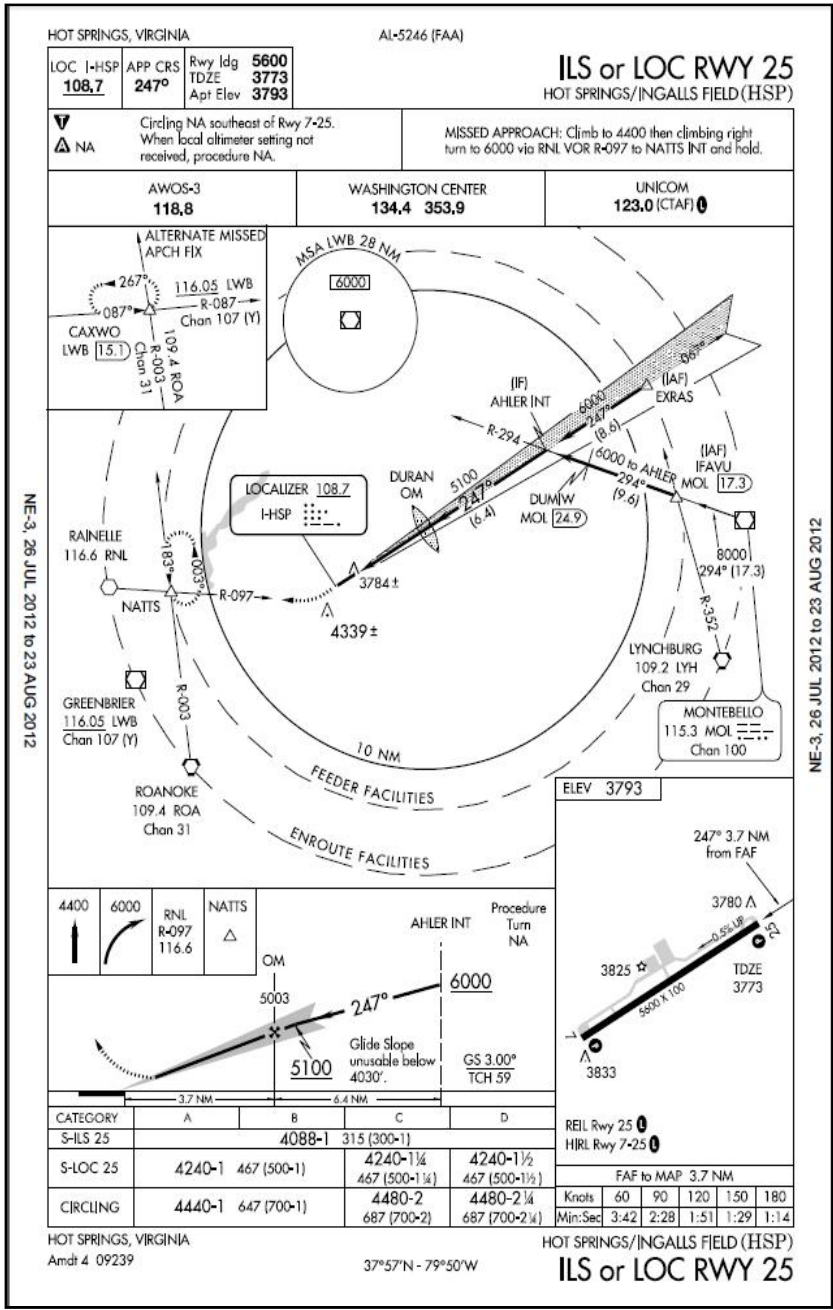 HOT SPRINGS, VIRGINIA
AL-5246 (FAA)
LOC I-HSP
108.7
APP CRS
247°
Rwy ldg 5600
TDZE 3773
Apt Elev 3793
ILS or LOC RWY 25
HOT SPRINGS/INGALLS FIELD (HSP)
T
A NA
Circling NA southeast of Rwy 7-25.
When local altimeter setting not
received, procedure NA.
MISSED APPROACH: Climb to 4400 then climbing right
turn to 6000 via RNL VOR R-097 to NATTS INT and hold.
AWOS-3
118.8
WASHINGTON CENTER
134.4 353.9
UNICOM
123.0 (CTAF) L
ALTERNATE MISSED
APCH FIX
267°
087°
116.05 LWB
R-087
Chan 107 (Y)
CAXWO
LWB 15.1
R-003
109.4 ROA
Chan 31
MSA LWB 28 NM
6000
067°
(IAF)
EXRAS
(IF)
AHLER INT
6000
247°
(8.6)
R-294
6000 to AHLER
294°
(9.6)
(IAF)
IFAVU
MOL 17.3
DURAN
OM
5100
247°
(6.4)
DUMIW
MOL 24.9
LOCALIZER 108.7
I-HSP
8000
294° (17.3)
RAINELLE
116.6 RNL
183°
003°
NATTS
R-097
3784±
4339±
R-352
LYNCHBURG
109.2 LYH
Chan 29
MONTEBELLO
115.3 MOL
Chan 100
GREENBRIER
116.05 LWB
Chan 107 (Y)
R-003
ROANOKE
109.4 ROA
Chan 31
10 NM
FEEDER FACILITIES
ENROUTE FACILITIES
NE-3, 26 JUL 2012 to 23 AUG 2012
NE-3, 26 JUL 2012 to 23 AUG 2012
ELEV 3793
247° 3.7 NM
from FAF
3780
0.5% UP
25
TDZE
3773
3825
5600 X 100
7
3833
REIL Rwy 25 L
HIRL Rwy 7-25 L
4400
6000
RNL
R-097
116.6
NATTS
AHLER INT
Procedure
Turn
NA
OM
5003
247°
6000
5100
Glide Slope
unusable below
4030'.
GS 3.00°
TCH 59
3.7 NM
6.4 NM
CATEGORY A B C D
S-ILS 25 4088-1 315 (300-1)
S-LOC 25 4240-1 467 (500-1) 4240-1¼ 467 (500-1¼) 4240-1½ 467 (500-1½)
CIRCLING 4440-1 647 (700-1) 4480-2 687 (700-2) 4480-2¼ 687 (700-2¼)
FAF to MAP 3.7 NM
Knots 60 90 120 150 180
Min:Sec 3:42 2:28 1:51 1:29 1:14
HOT SPRINGS, VIRGINIA
Amdt 4 09239
37°57'N - 79°50'W
HOT SPRINGS/INGALLS FIELD (HSP)
ILS or LOC RWY 25